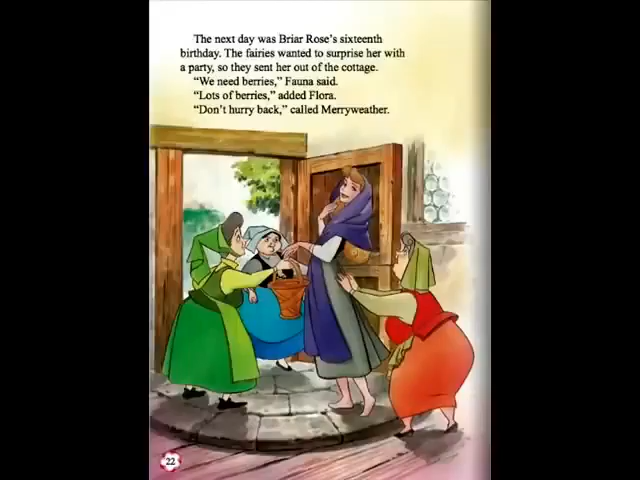 The next day was Briar Rose's sixteenth
birthday. The fairies wanted to surprise her with
a party, so they sent her out of the cottage.
"We need berries," Fauna said.
"Lots of berries," added Flora.
"Don't hurry back," called Merryweather.
22